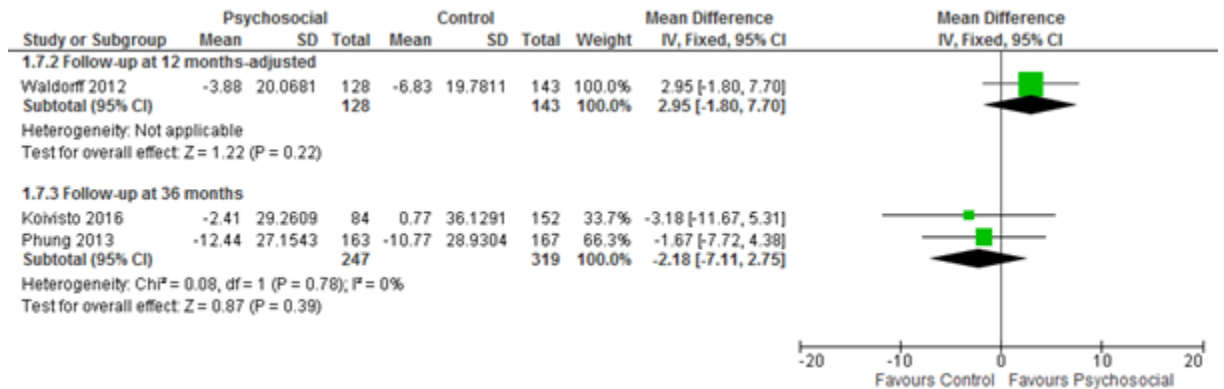 Psychosocial Control Mean Difference Mean Difference
Study or Subgroup Mean SD Total Mean SD Total Weight IV, Fixed, 95% CI IV, Fixed, 95% CI
1.7.2 Follow-up at 12 months-adjusted
Waldorff 2012 -3.88 20.0681 128 -6.83 19.7811 143 100.0% 2.95 [-1.80, 7.70]
Subtotal (95% CI) 128 143 100.0% 2.95 [-1.80, 7.70]
Heterogeneity: Not applicable
Test for overall effect: Z = 1.22 (P = 0.22)
1.7.3 Follow-up at 36 months
Koivisto 2016 -2.41 29.2609 84 0.77 36.1291 152 33.7% -3.18 [-11.67, 5.31]
Phung 2013 -12.44 27.1543 163 -10.77 28.9304 167 66.3% -1.67 [-7.72, 4.38]
Subtotal (95% CI) 247 319 100.0% -2.18 [-7.11, 2.75]
Heterogeneity: Chi² = 0.08, df = 1 (P = 0.78); I² = 0%
Test for overall effect: Z = 0.87 (P = 0.39)
-20 -10 0 10 20
Favours Control Favours Psychosocial